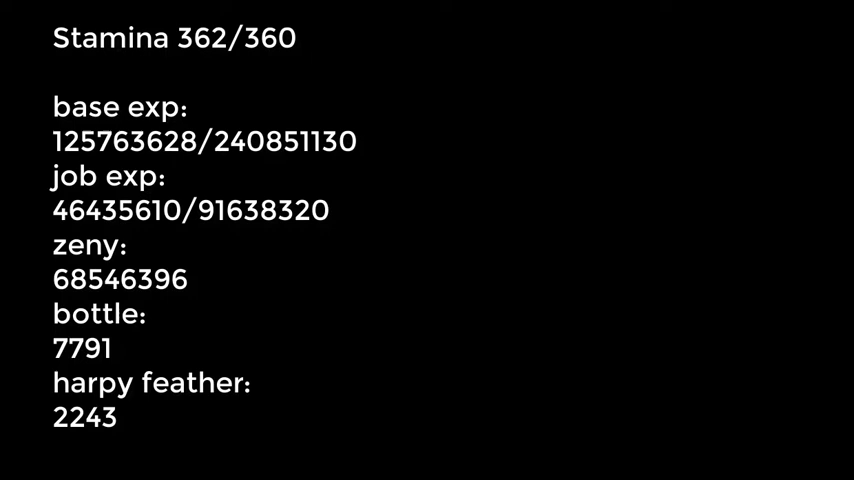 Stamina 362/360
base exp:
125763628/240851130
job exp:
46435610/91638320
zeny:
68546396
bottle:
7791
harpy feather:
2243